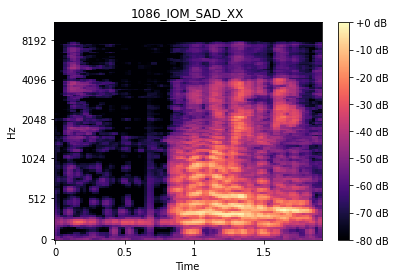 1086_IOM_SAD_XX
Hz
8192
4096
2048
1024
512
0
0
0.5
1
1.5
Time
+0 dB
-10 dB
-20 dB
-30 dB
-40 dB
-50 dB
-60 dB
-70 dB
-80 dB